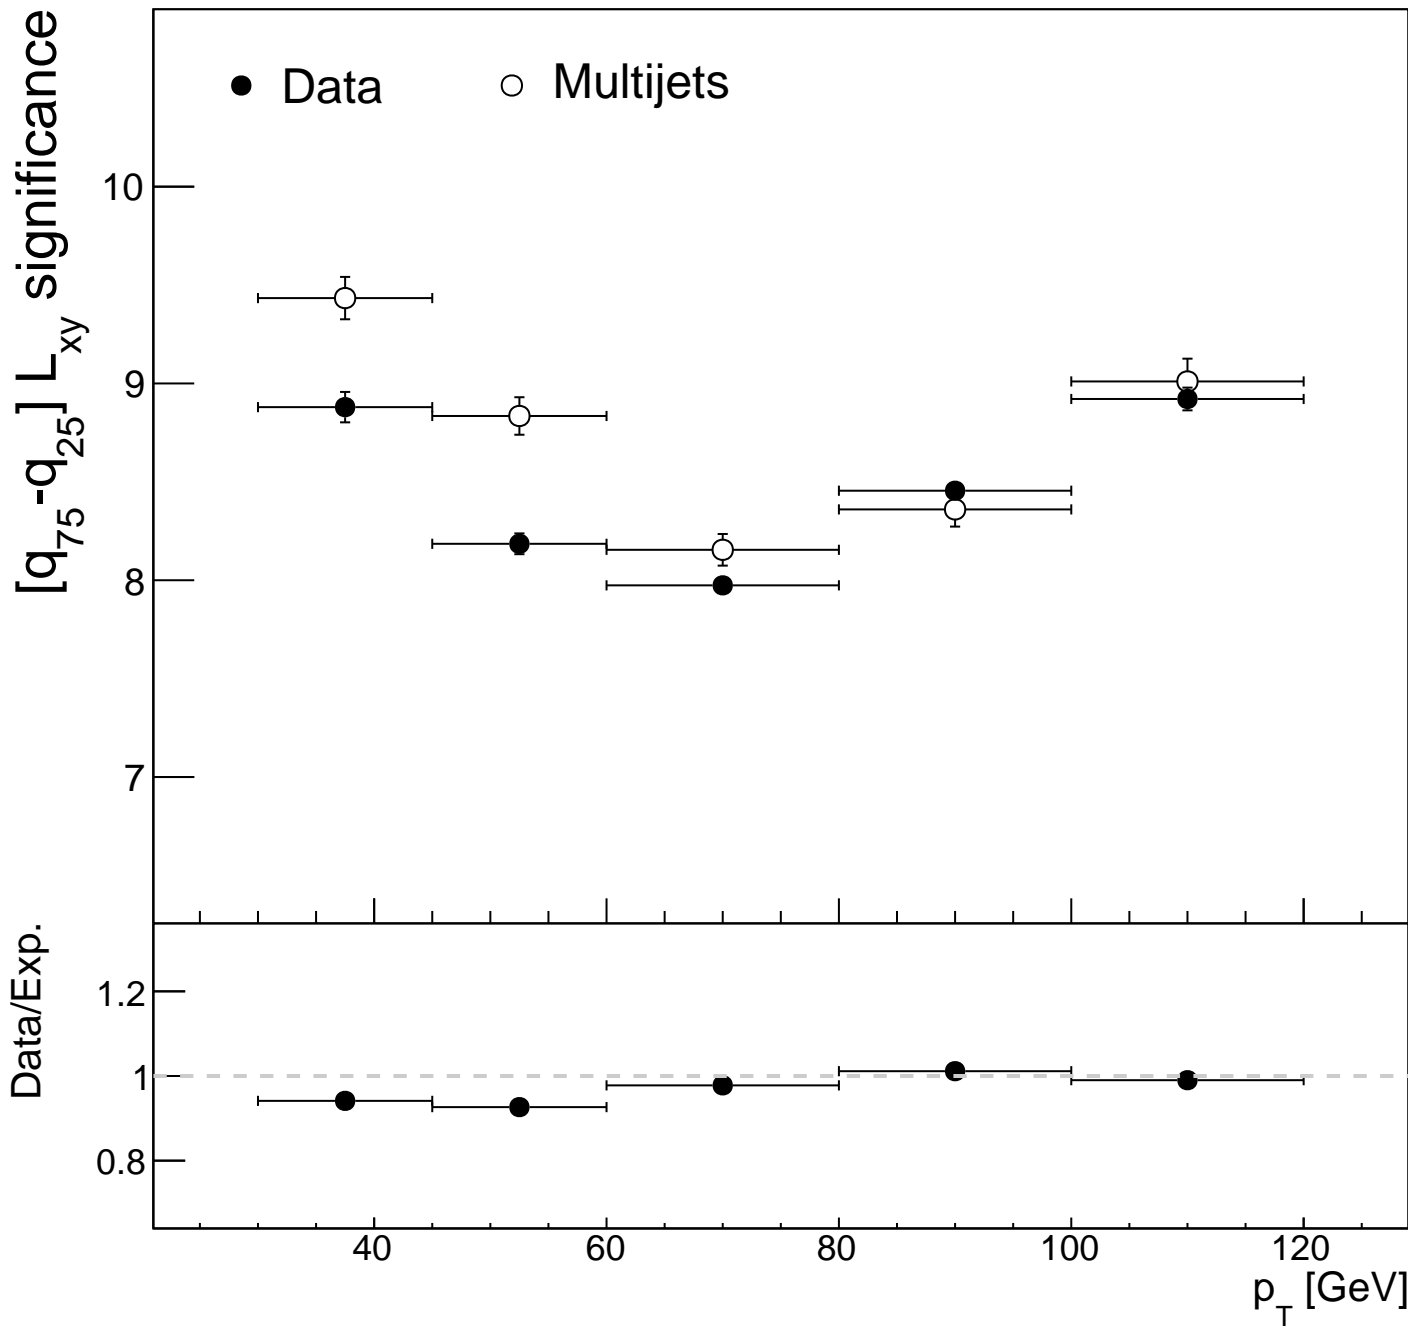 [q75-q25] Lxy significance
Data
Multijets
10
9
8
7
Data/Exp.
1.2
1
0.8
40 60 80 100 120
pT [GeV]